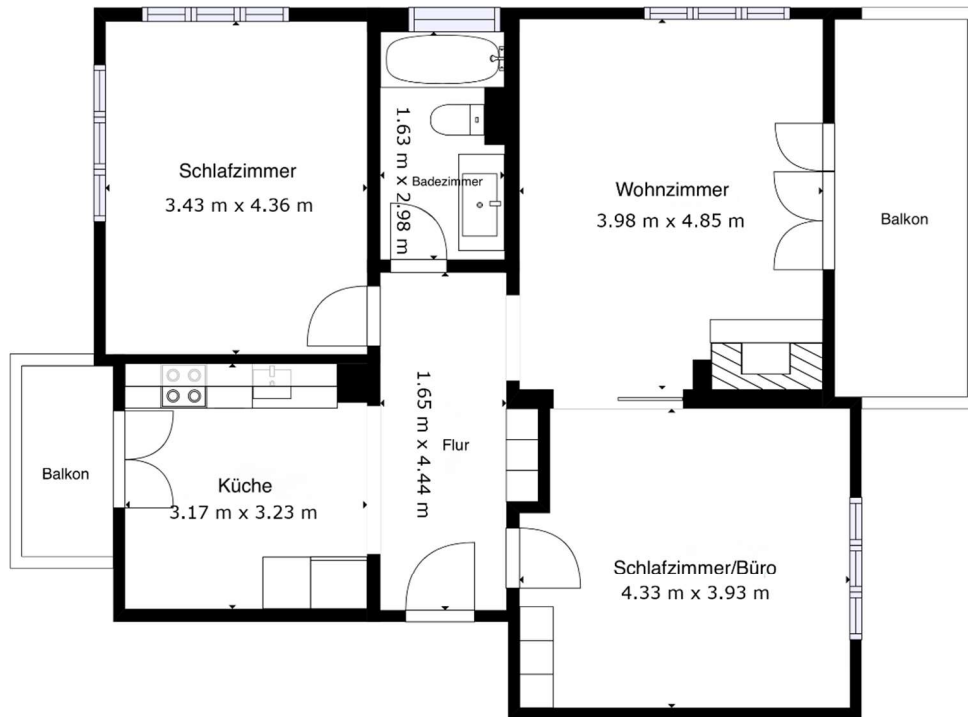 Schlafzimmer
3.43 m x 4.36 m
1.63 m x 2.98 m
Badezimmer
Wohnzimmer
3.98 m x 4.85 m
Balkon
Balkon
Küche
3.17 m x 3.23 m
1.65 m x 4.44 m
Flur
Schlafzimmer/Büro
4.33 m x 3.93 m